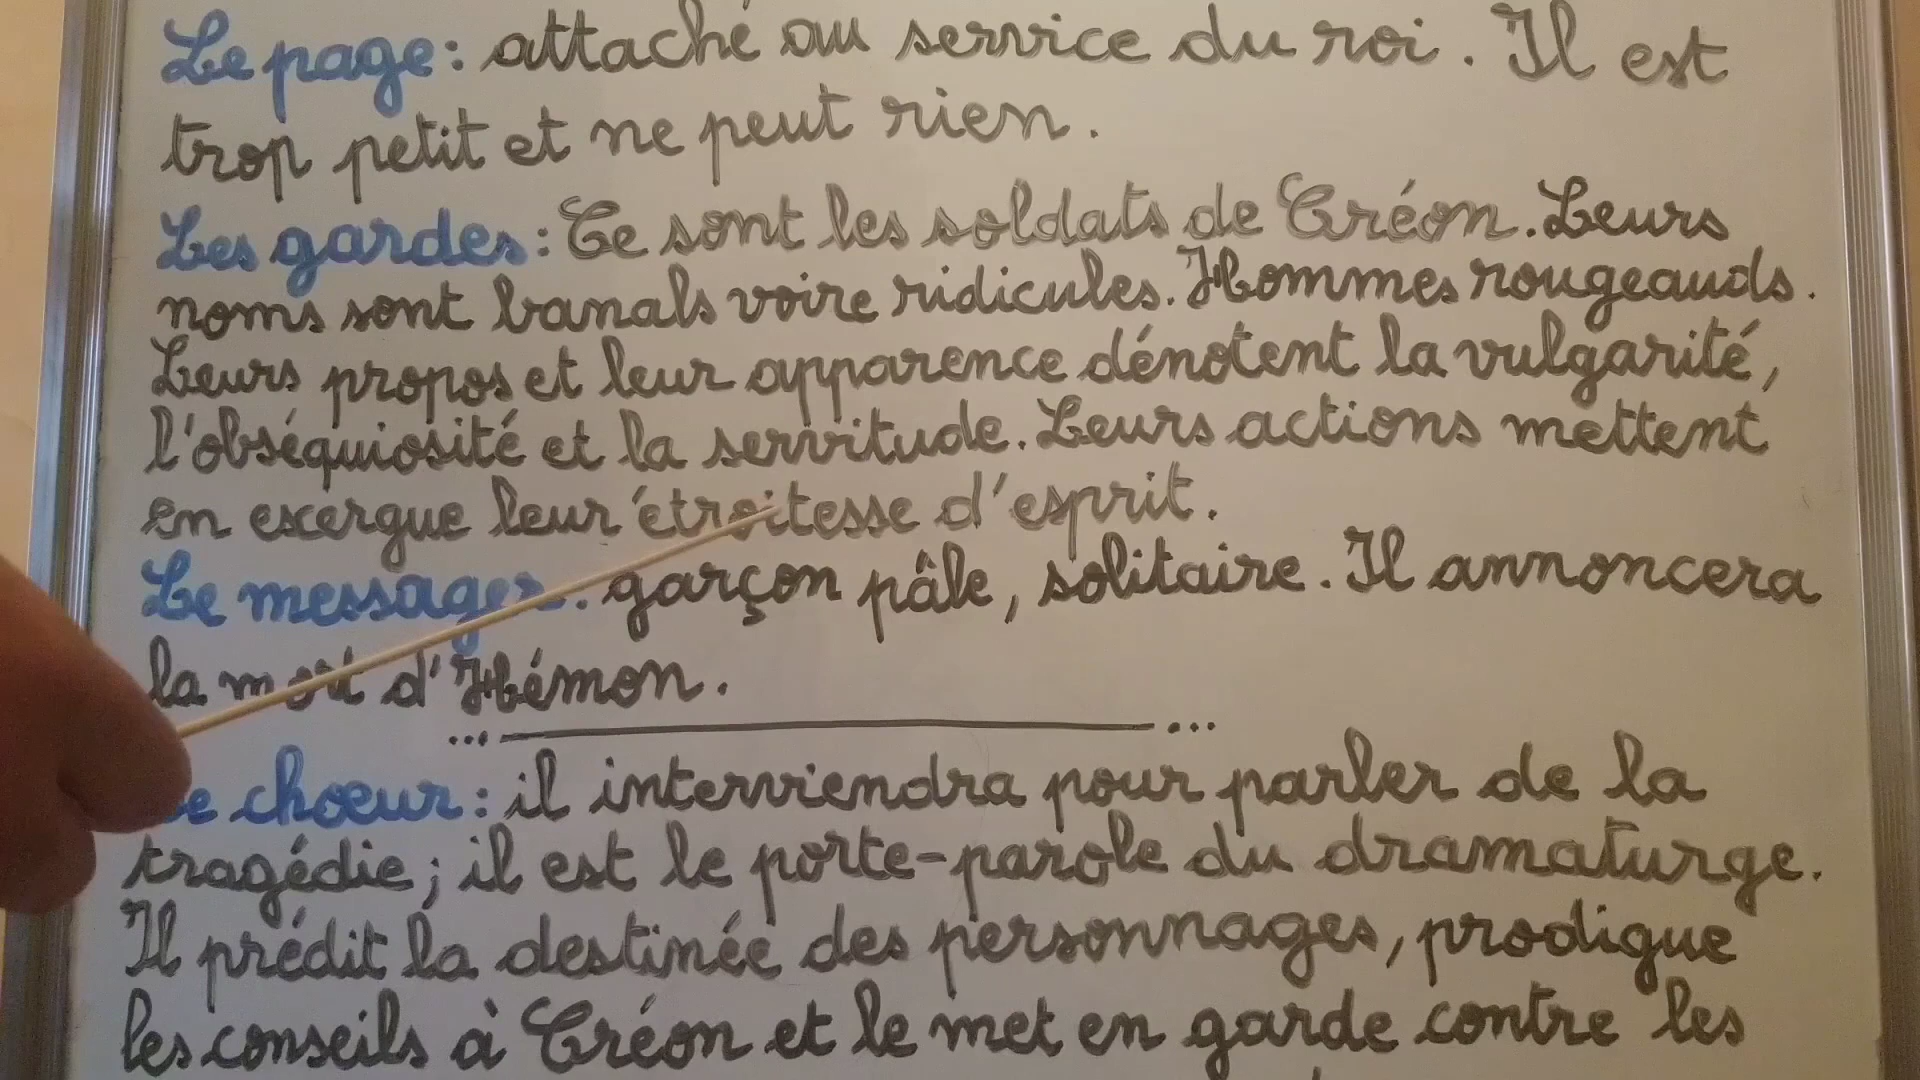 Le page : attaché au service du roi. Il est
trop petit et ne peut rien.
Les gardes : Ce sont les soldats de Créon. Leurs
noms sont banals voire ridicules. Hommes rougeauds.
Leurs propos et leur apparence dénotent la vulgarité,
l'obséquiosité et la servitude. Leurs actions mettent
en exergue leur étroitesse d'esprit.
Le messager : garçon pâle, solitaire. Il annoncera
la mort d'Hémon.
Le chœur : il interviendra pour parler de la
tragédie ; il est le porte-parole du dramaturge.
Il prédit la destinée des personnages, prodigue
les conseils à Créon et le met en garde contre les